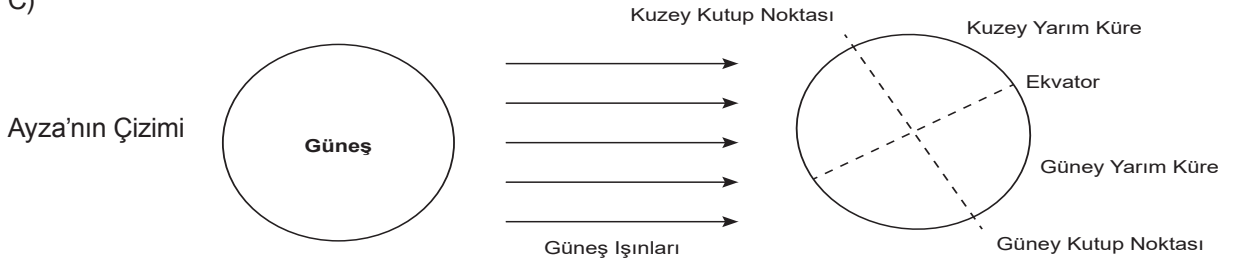 C)
Kuzey Kutup Noktası
Kuzey Yarım Küre
Ekvator
Ayza’nın Çizimi
Güneş
Güney Yarım Küre
Güneş Işınları
Güney Kutup Noktası